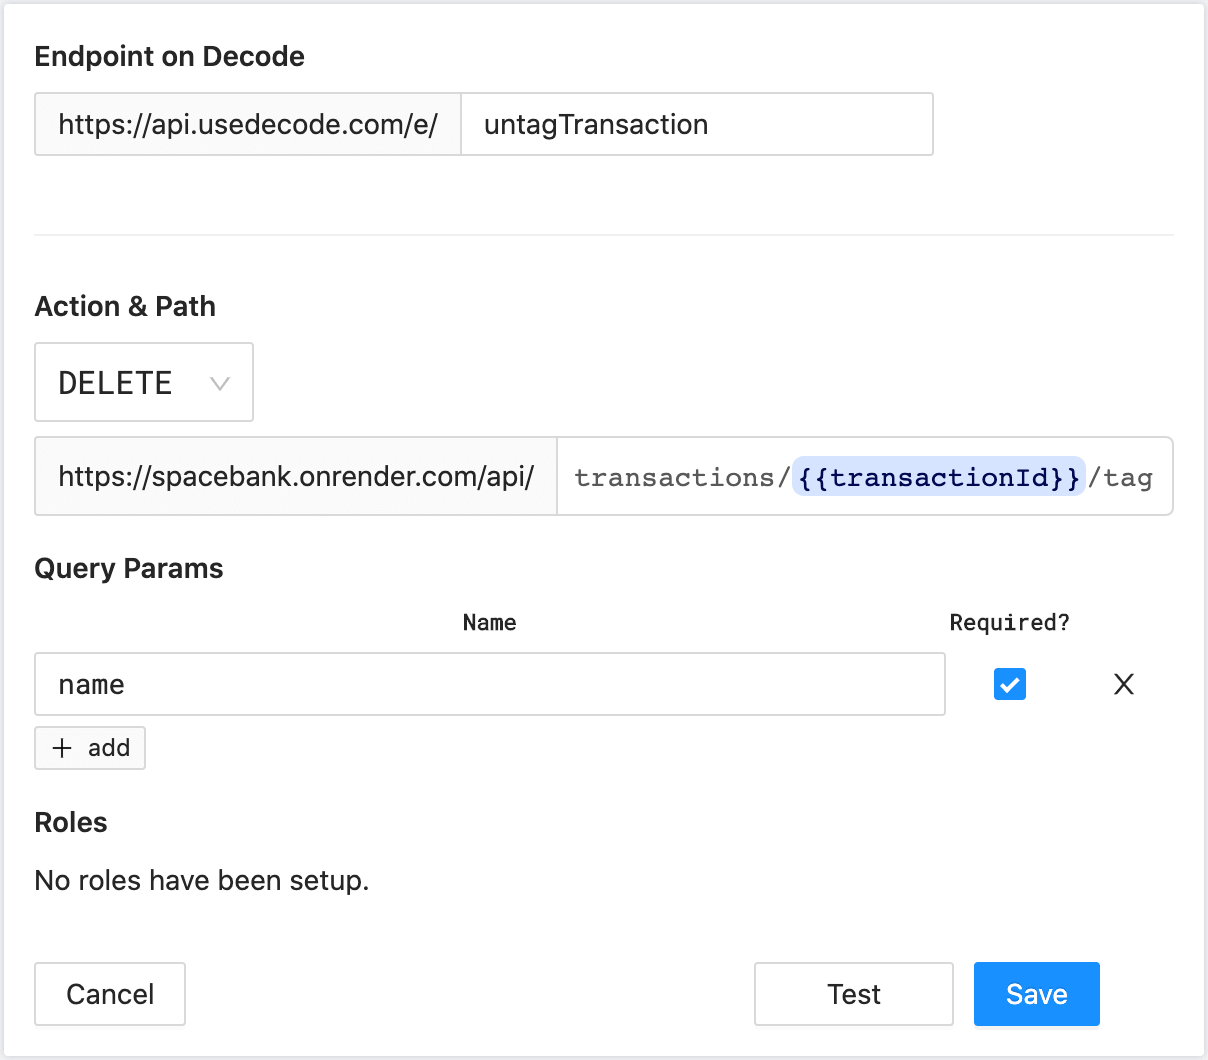 Endpoint on Decode
https://api.usedecode.com/e/ untagTransaction
Action & Path
DELETE
https://spacebank.onrender.com/api/ transactions/{{transactionId}}/tag
Query Params
Name Required?
name X
+ add
Roles
No roles have been setup.
Cancel Test Save